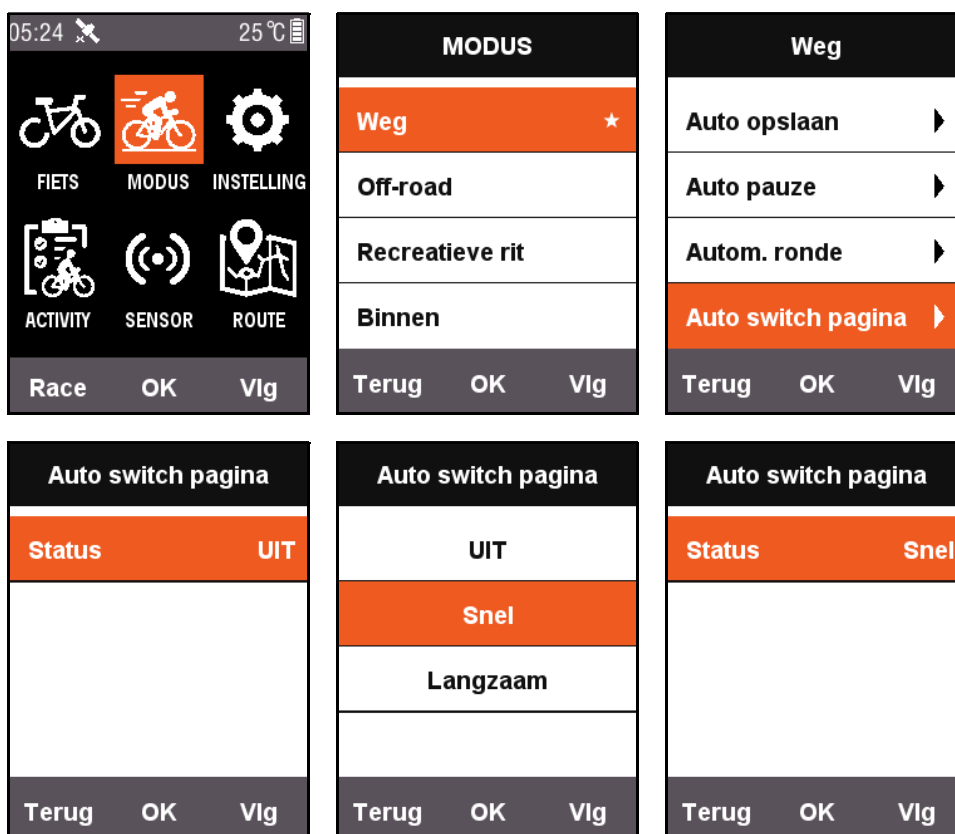 05:24 25 ℃
FIETS MODUS INSTELLING
ACTIVITY SENSOR ROUTE
Race OK Vlg
MODUS
Weg
Off-road
Recreatieve rit
Binnen
Terug OK Vlg
Weg
Auto opslaan
Auto pauze
Autom. ronde
Auto switch pagina
Terug OK Vlg
Auto switch pagina
Status UIT
Terug OK Vlg
Auto switch pagina
UIT
Snel
Langzaam
Terug OK Vlg
Auto switch pagina
Status Snel
Terug OK Vlg